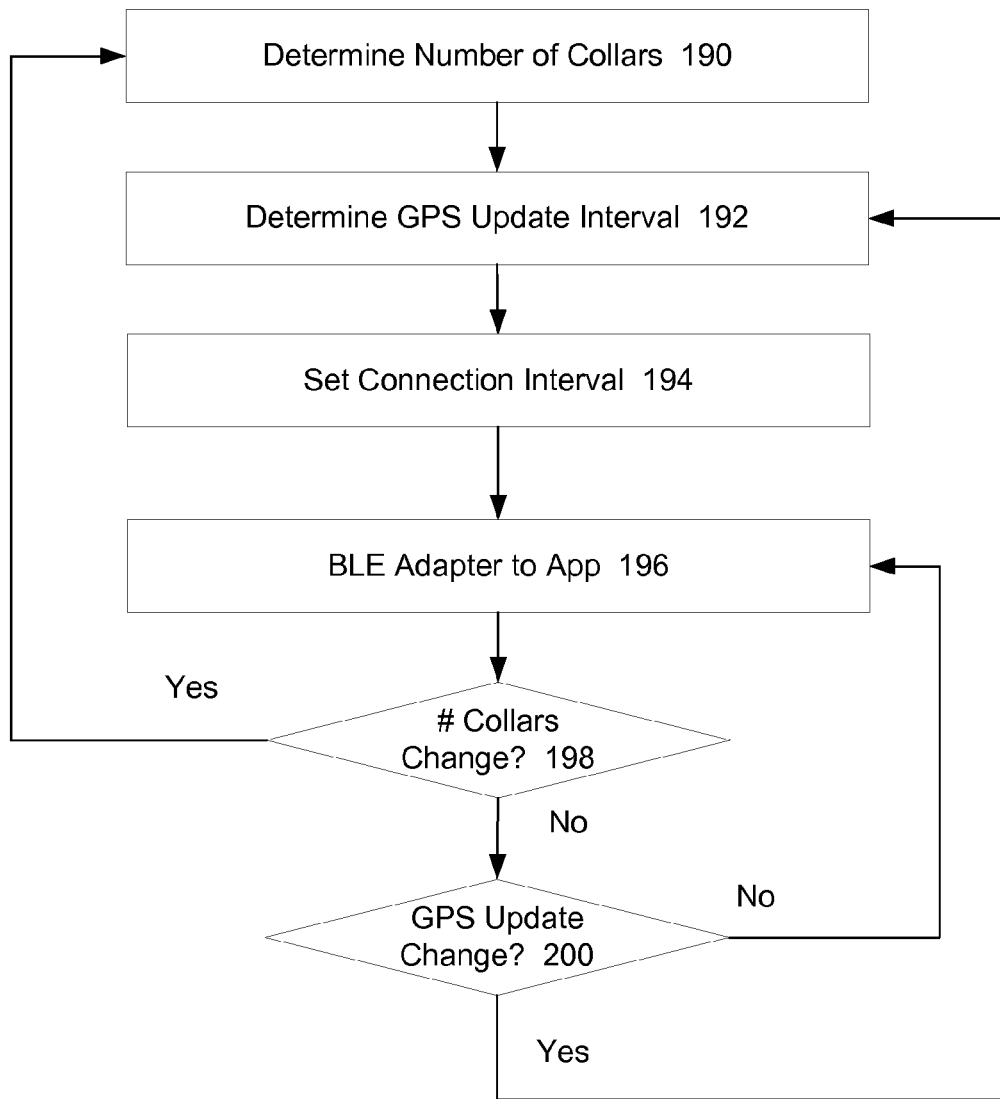 Determine Number of Collars 190
Determine GPS Update Interval 192
Set Connection Interval 194
BLE Adapter to App 196
Yes
# Collars
Change? 198
No
GPS Update
Change? 200
No
Yes